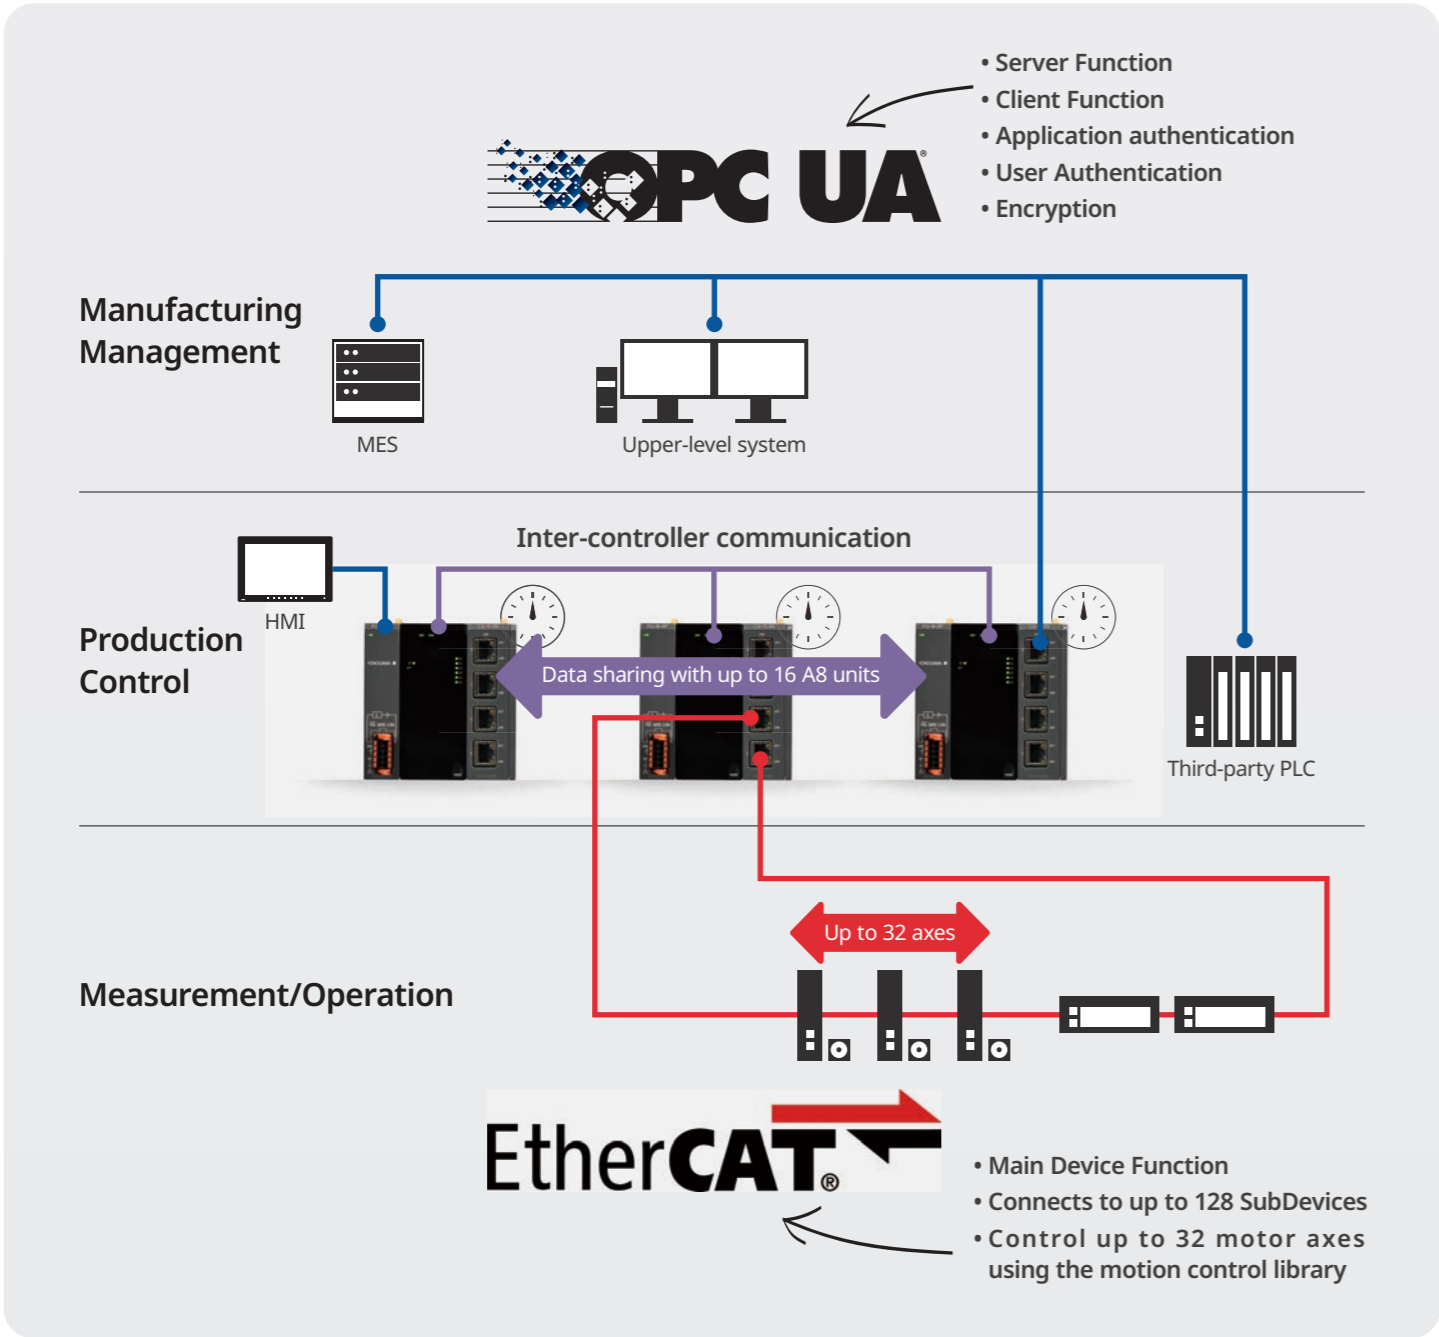 • Server Function
• Client Function
• Application authentication
• User Authentication
• Encryption
OPC UA®
Manufacturing
Management
MES
Upper-level system
Inter-controller communication
HMI
Production
Control
Data sharing with up to 16 A8 units
YOKOGAWA
Third-party PLC
Up to 32 axes
Measurement/Operation
EtherCAT®
• Main Device Function
• Connects to up to 128 SubDevices
• Control up to 32 motor axes
using the motion control library